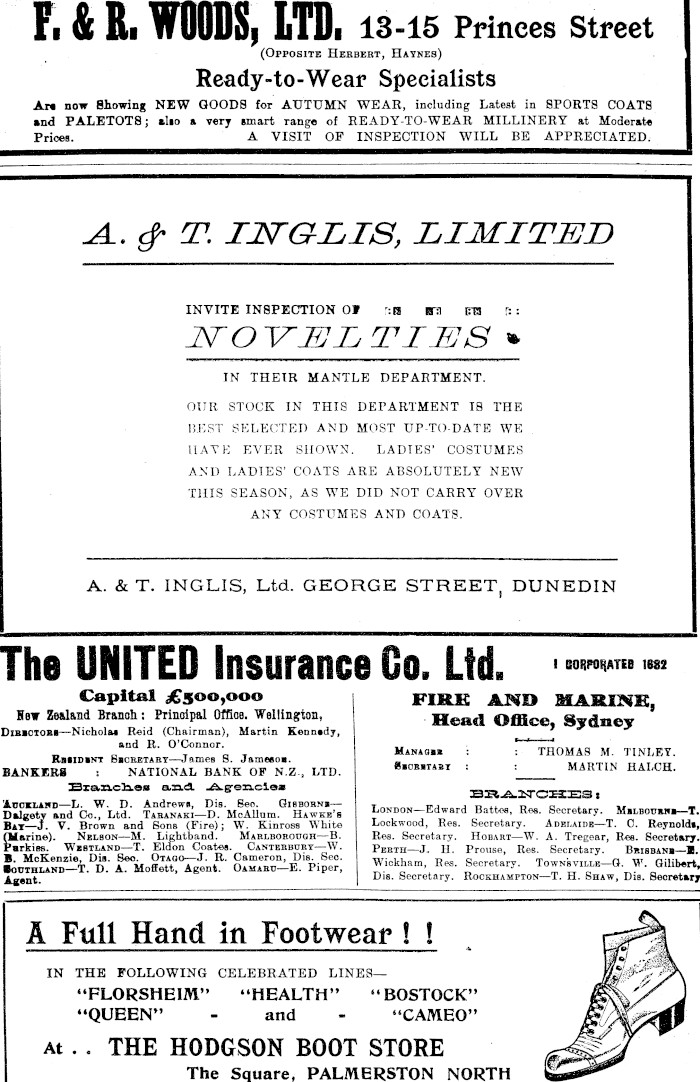 F. & R. WOODS, LTD. 13-15 Princes Street
(OPPOSITE HERBERT, HAYNES)
Ready-to-Wear Specialists
Are now Showing NEW GOODS for AUTUMN WEAR, including Latest in SPORTS COATS
and PALETOTS; also a very smart range of READY-TO-WEAR MILLINERY at Moderate
Prices. A VISIT OF INSPECTION WILL BE APPRECIATED.
A. & T. INGLIS, LIMITED
INVITE INSPECTION OF
NOVELTIES
IN THEIR MANTLE DEPARTMENT.
OUR STOCK IN THIS DEPARTMENT IS THE
BEST SELECTED AND MOST UP-TO-DATE WE
HAVE EVER SHOWN. LADIES' COSTUMES
AND LADIES' COATS ARE ABSOLUTELY NEW
THIS SEASON, AS WE DID NOT CARRY OVER
ANY COSTUMES AND COATS.
A. & T. INGLIS, Ltd. GEORGE STREET, DUNEDIN
The UNITED Insurance Co. Ltd. I CORPORATED 1882
Capital £500,000
New Zealand Branch: Principal Office, Wellington,
DIRECTORS—Nicholas Reid (Chairman), Martin Kennedy,
and R. O'Connor.
RESIDENT SECRETARY—James S. Jameson.
BANKERS : NATIONAL BANK OF N.Z., LTD.
Branches and Agencies
AUCKLAND—L. W. D. Andrews, Dis. Sec. GISBORNE—
Dalgety and Co., Ltd. TARANAKI—D. McAllum. HAWKE'S
BAY—J. V. Brown and Sons (Fire); W. Kinross White
(Marine). NELSON—M. Lightband. MARLBOROUGH—B.
Purkiss. WESTLAND—T. Eldon Coates. CANTERBURY—W.
B. McKenzie, Dis. Sec. OTAGO—J. R. Cameron, Dis. Sec.
SOUTHLAND—T. D. A. Moffett, Agent. OAMARU—E. Piper,
Agent.
FIRE AND MARINE,
Head Office, Sydney
MANAGER : : THOMAS M. TINLEY.
SECRETARY : : MARTIN HALCH.
BRANCHES:
LONDON—Edward Battes, Res. Secretary. MELBOURNE—T.
Lockwood, Res. Secretary. ADELAIDE—T. C. Reynolds,
Res. Secretary. HOBART—W. A. Tregear, Res. Secretary.
PERTH—J. H. Prouse, Res. Secretary. BRISBANE—E.
Wickham, Res. Secretary. TOWNSVILLE—G. W. Gilibert,
Dis. Secretary. ROCKHAMPTON—T. H. SHAW, Dis. Secretary
A Full Hand in Footwear ! !
IN THE FOLLOWING CELEBRATED LINES—
"FLORSHEIM" "HEALTH" "BOSTOCK"
"QUEEN" - and - "CAMEO"
At . . THE HODGSON BOOT STORE
The Square, PALMERSTON NORTH